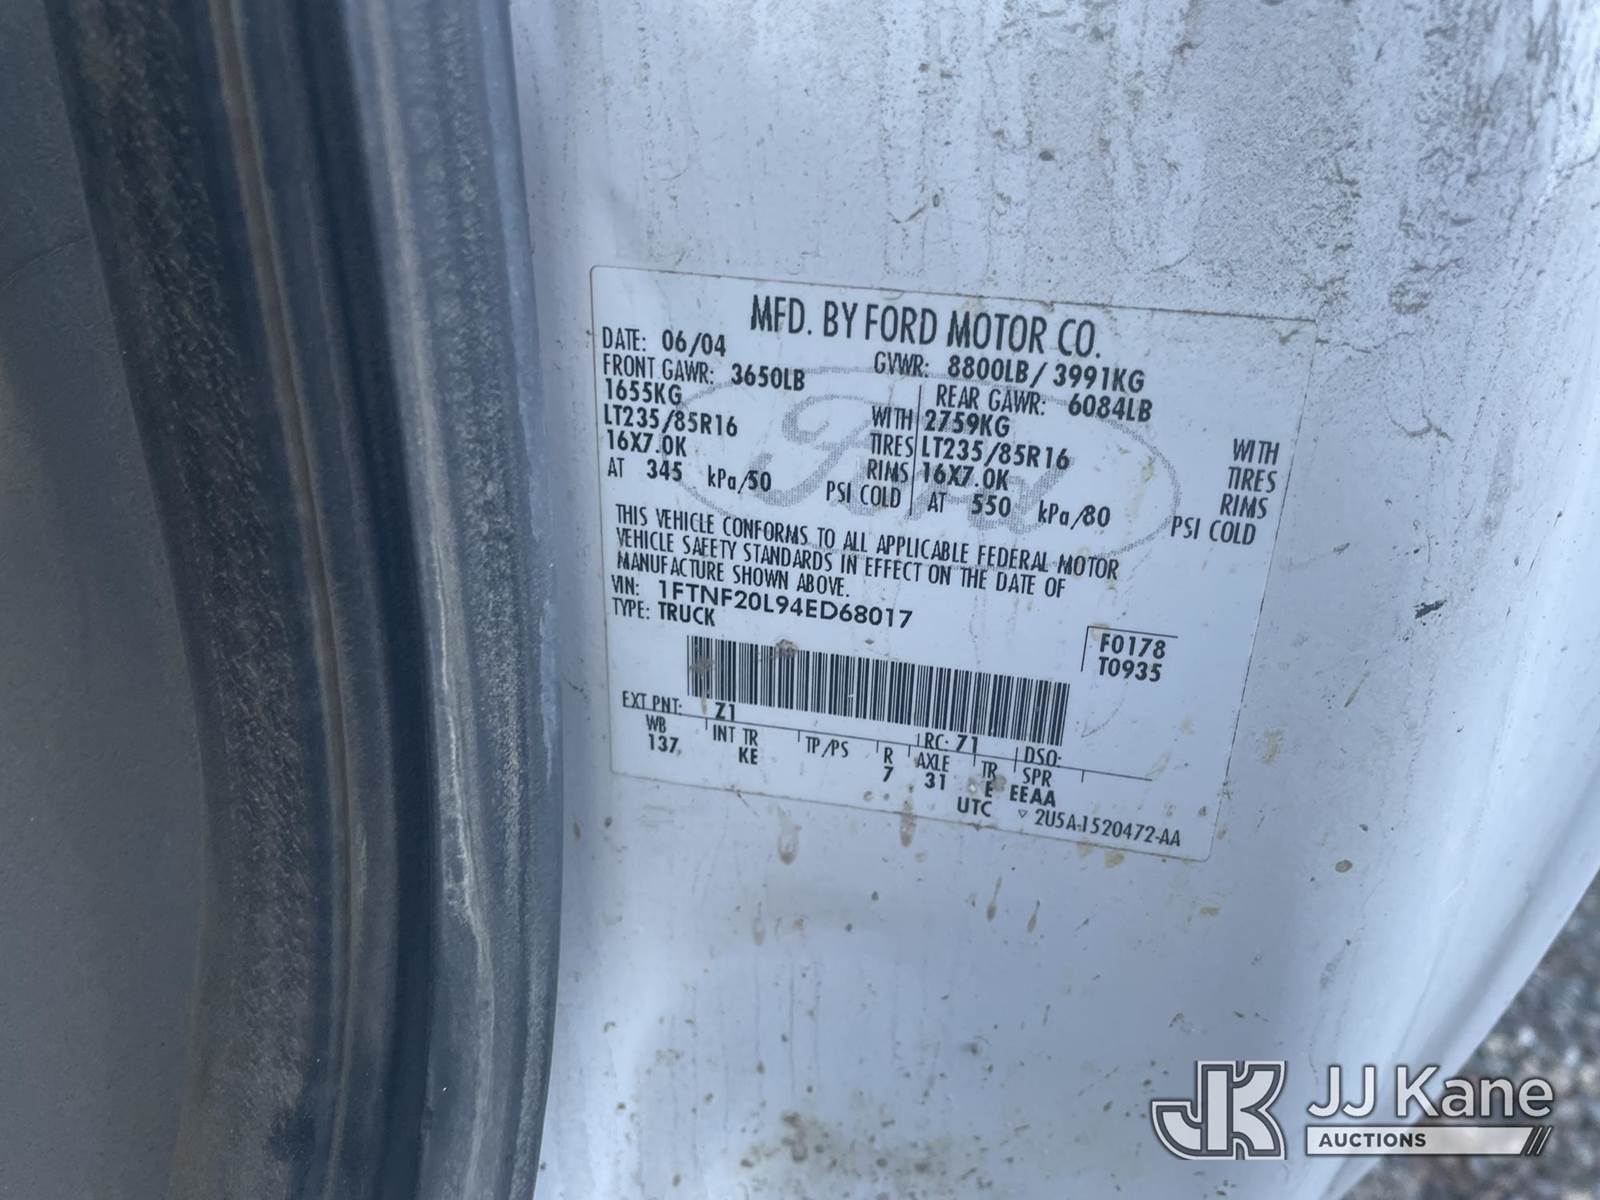 MFD. BY FORD MOTOR CO.
DATE: 06/04 GVWR: 8800LB / 3991KG
FRONT GAWR: 3650LB REAR GAWR: 6084LB
1655KG WITH 2759KG WITH
LT235/85R16 TIRES LT235/85R16 TIRES
16X7.0K RIMS 16X7.0K RIMS
AT 345 kPa/50 PSI COLD AT 550 kPa/80 PSI COLD
Ford
THIS VEHICLE CONFORMS TO ALL APPLICABLE FEDERAL MOTOR
VEHICLE SAFETY STANDARDS IN EFFECT ON THE DATE OF
MANUFACTURE SHOWN ABOVE.
VIN: 1FTNF20L94ED68017
TYPE: TRUCK
F0178
T0935
EXT PNT: Z1 RC: 71 DSO:
WB INT TR TP/PS R AXLE TR SPR
137 KE 7 31 E EEAA
UTC ▽ 2U5A-1520472-AA
JK JJ Kane
AUCTIONS